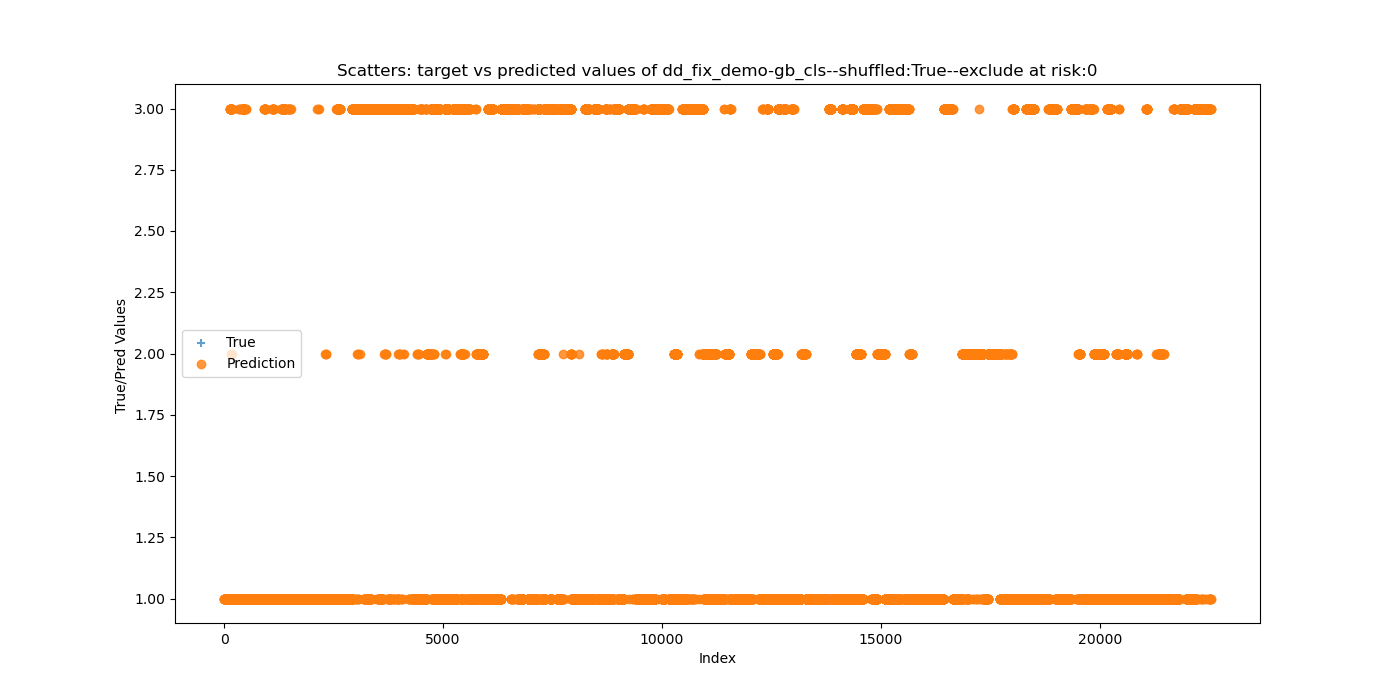 Scatters: target vs predicted values of dd_fix_demo-gb_cls--shuffled:True--exclude at risk:0
3.00
2.75
2.50
2.25
2.00
1.75
1.50
1.25
1.00
True/Pred Values
True
Prediction
0
5000
10000
15000
20000
Index